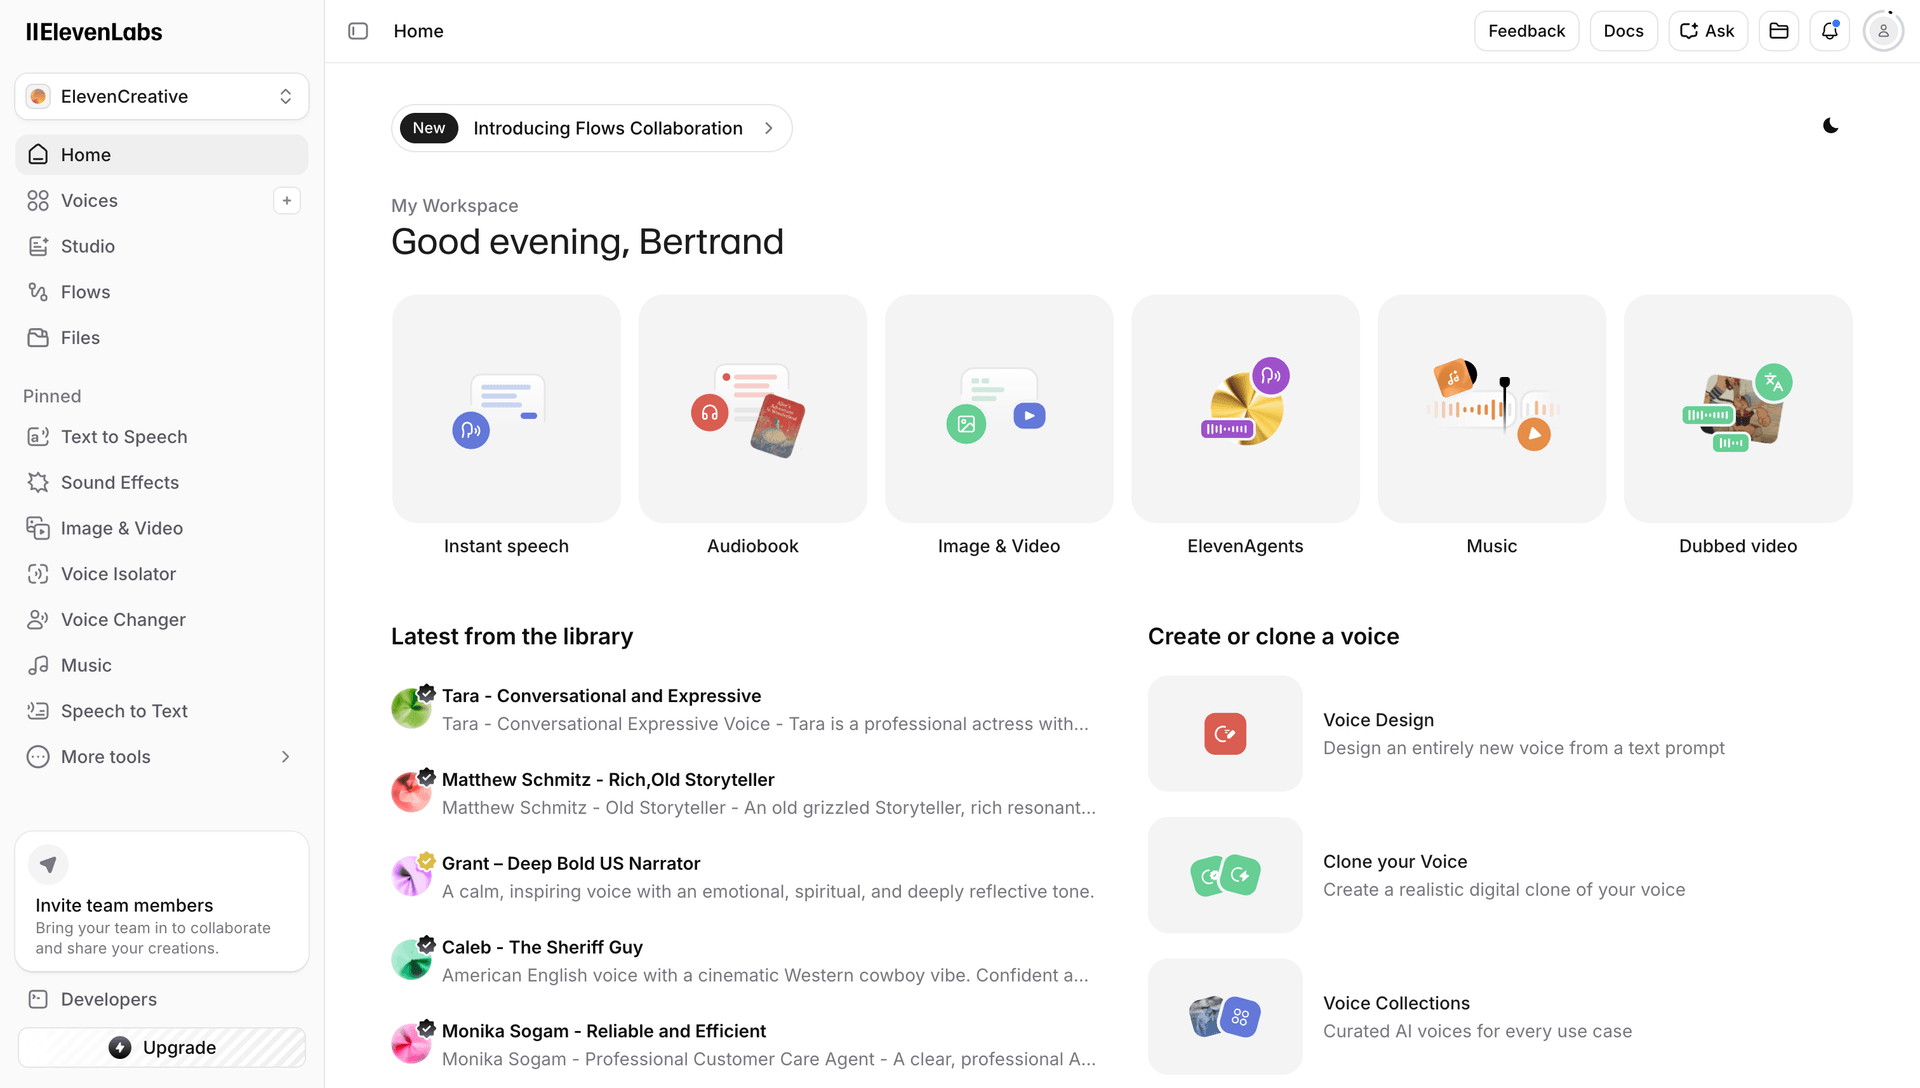 IIElevenLabs
ElevenCreative
Home
Voices
Studio
Flows
Files
Pinned
Text to Speech
Sound Effects
Image & Video
Voice Isolator
Voice Changer
Music
Speech to Text
More tools
Invite team members
Bring your team in to collaborate
and share your creations.
Developers
Upgrade
Home
Feedback
Docs
Ask
New
Introducing Flows Collaboration
My Workspace
Good evening, Bertrand
Instant speech
Audiobook
Image & Video
ElevenAgents
Music
Dubbed video
Latest from the library
Tara - Conversational and Expressive
Tara - Conversational Expressive Voice - Tara is a professional actress with...
Matthew Schmitz - Rich,Old Storyteller
Matthew Schmitz - Old Storyteller - An old grizzled Storyteller, rich resonant...
Grant – Deep Bold US Narrator
A calm, inspiring voice with an emotional, spiritual, and deeply reflective tone.
Caleb - The Sheriff Guy
American English voice with a cinematic Western cowboy vibe. Confident a...
Monika Sogam - Reliable and Efficient
Monika Sogam - Professional Customer Care Agent - A clear, professional A...
Create or clone a voice
Voice Design
Design an entirely new voice from a text prompt
Clone your Voice
Create a realistic digital clone of your voice
Voice Collections
Curated AI voices for every use case